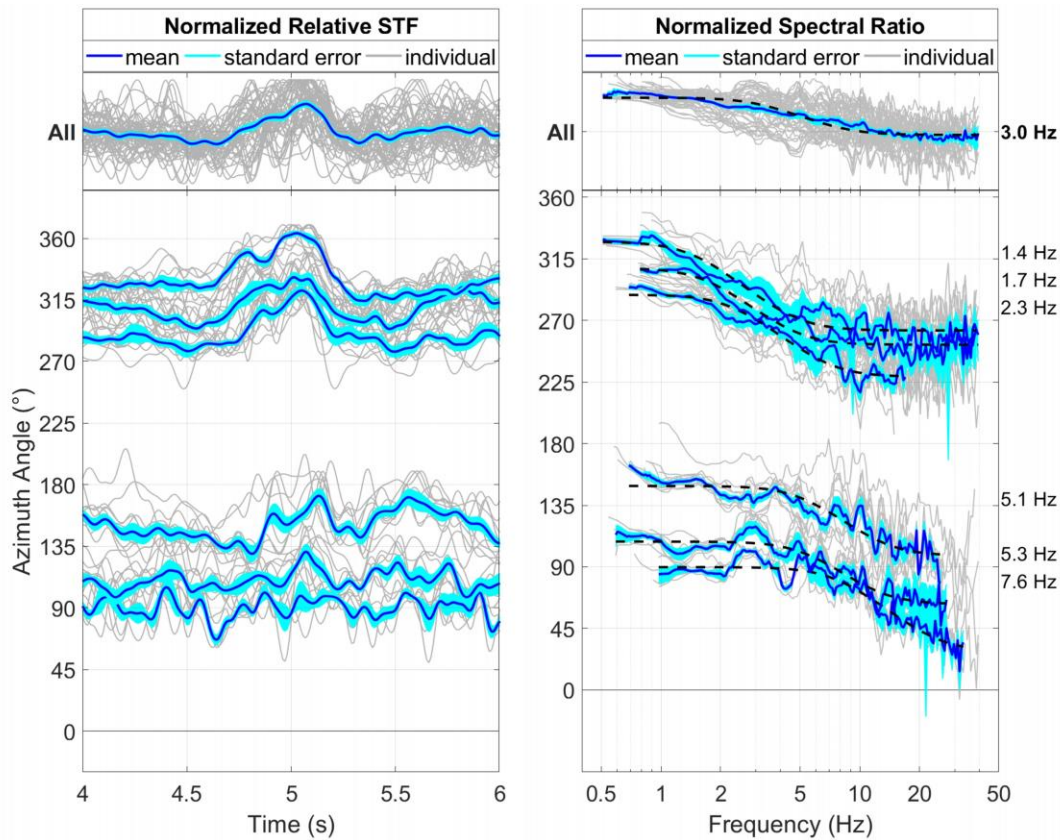 Normalized Relative STF
mean standard error individual
All
360
315
270
225
180
135
90
45
0
Azimuth Angle (°)
4 4.5 5 5.5 6
Time (s)
Normalized Spectral Ratio
mean standard error individual
All
3.0 Hz
360
315
1.4 Hz
1.7 Hz
270
2.3 Hz
225
180
135
5.1 Hz
90
5.3 Hz
7.6 Hz
45
0
0.5 1 2 5 10 20 50
Frequency (Hz)